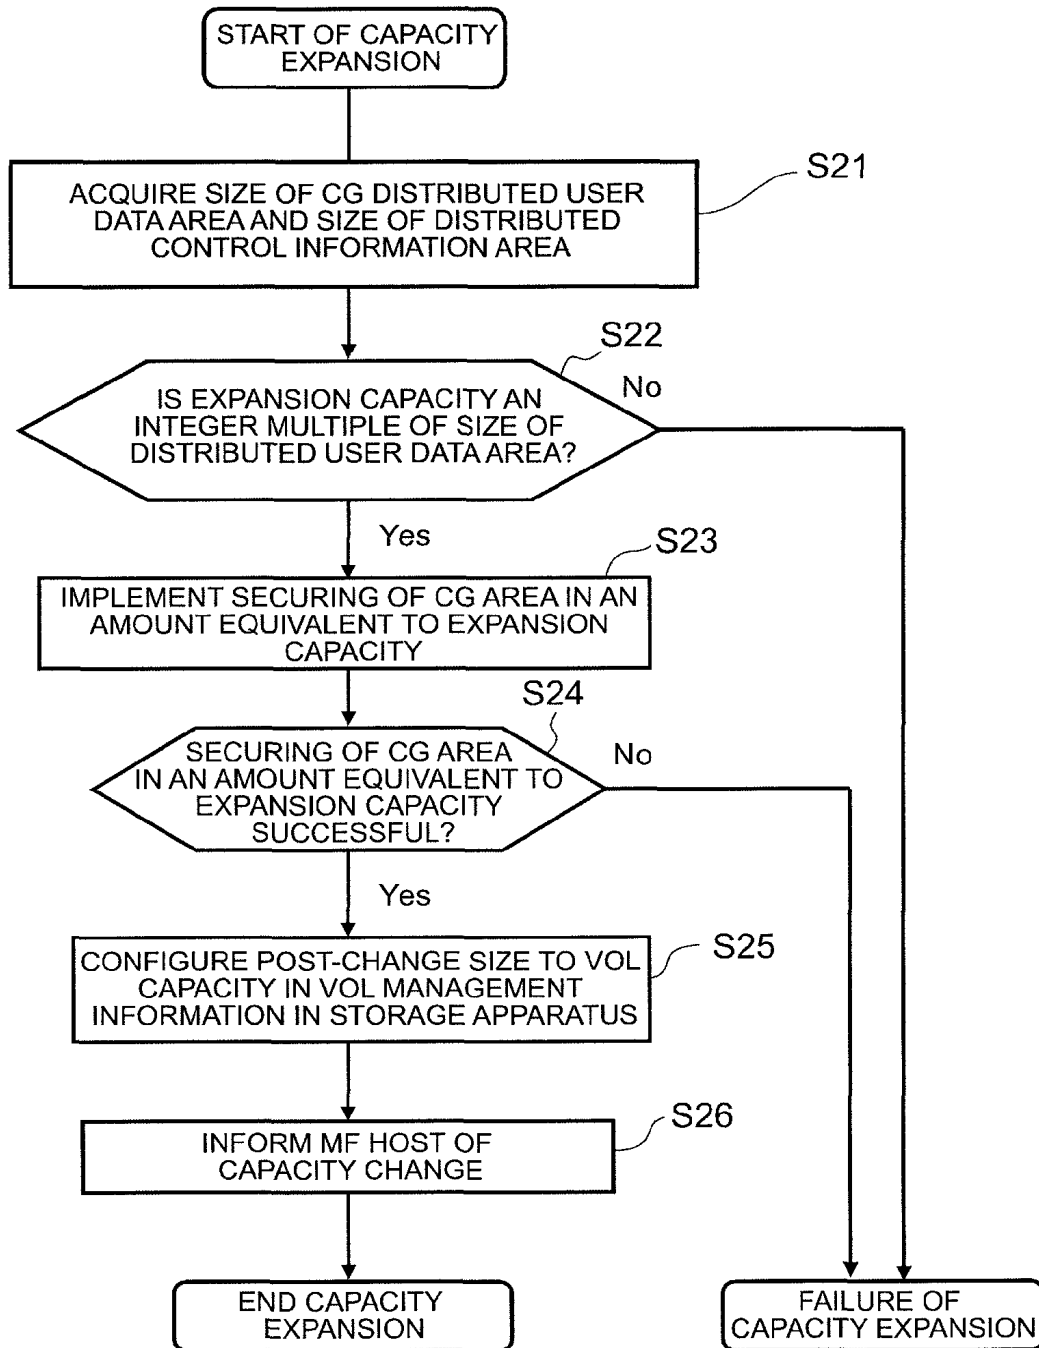 START OF CAPACITY
EXPANSION
S21
ACQUIRE SIZE OF CG DISTRIBUTED USER
DATA AREA AND SIZE OF DISTRIBUTED
CONTROL INFORMATION AREA
S22
No
IS EXPANSION CAPACITY AN
INTEGER MULTIPLE OF SIZE OF
DISTRIBUTED USER DATA AREA?
Yes
S23
IMPLEMENT SECURING OF CG AREA IN AN
AMOUNT EQUIVALENT TO EXPANSION
CAPACITY
S24
No
SECURING OF CG AREA
IN AN AMOUNT EQUIVALENT TO
EXPANSION CAPACITY
SUCCESSFUL?
Yes
S25
CONFIGURE POST-CHANGE SIZE TO VOL
CAPACITY IN VOL MANAGEMENT
INFORMATION IN STORAGE APPARATUS
S26
INFORM MF HOST OF
CAPACITY CHANGE
END CAPACITY
EXPANSION
FAILURE OF
CAPACITY EXPANSION